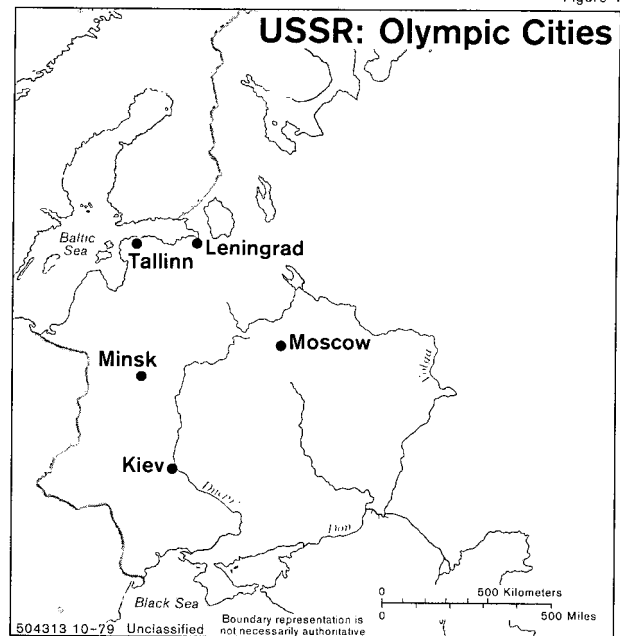 Figure
USSR: Olympic Cities
Baltic
Sea
Tallinn
Leningrad
Moscow
Minsk
Volga
Kiev
Dnepr
Don
Black Sea
0 500 Kilometers
0 500 Miles
504313 10-79 Unclassified
Boundary representation is
not necessarily authoritative